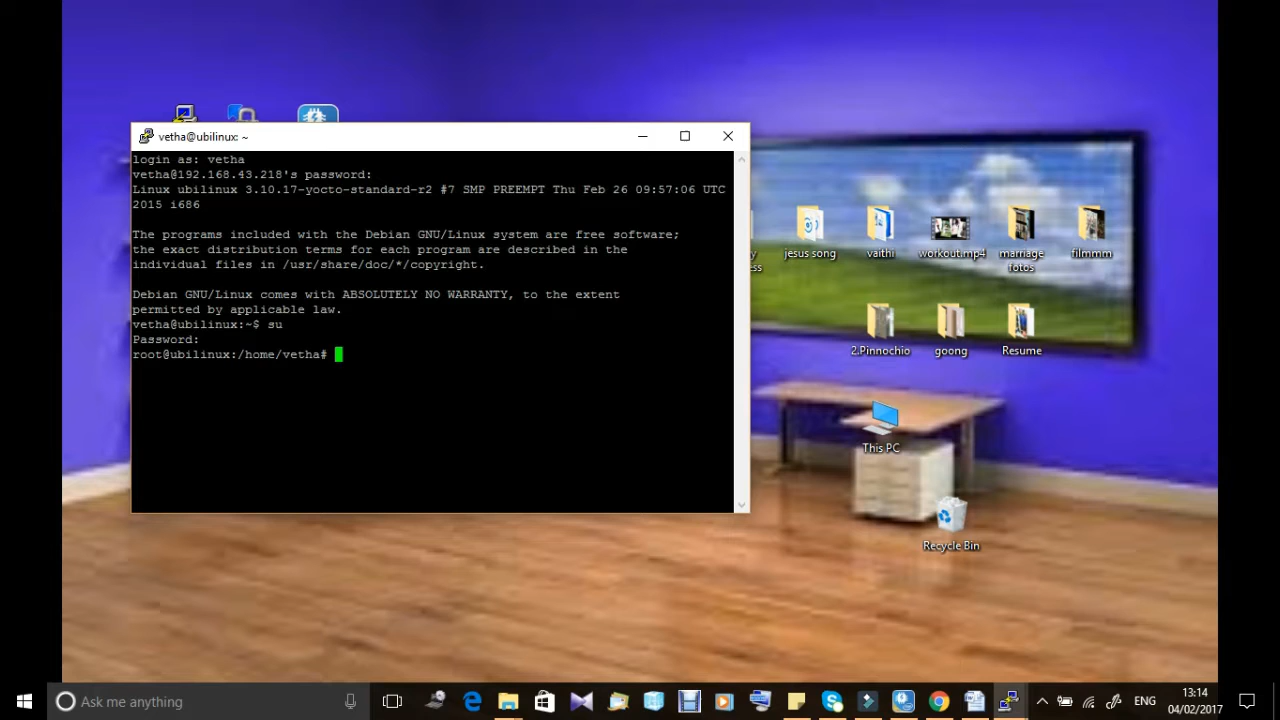 vetha@ubilinux: ~
login as: vetha
vetha@192.168.43.218's password:
Linux ubilinux 3.10.17-yocto-standard-r2 #7 SMP PREEMPT Thu Feb 26 09:57:06 UTC
2015 i686
The programs included with the Debian GNU/Linux system are free software;
the exact distribution terms for each program are described in the
individual files in /usr/share/doc/*/copyright.
Debian GNU/Linux comes with ABSOLUTELY NO WARRANTY, to the extent
permitted by applicable law.
vetha@ubilinux:~$ su
Password:
root@ubilinux:/home/vetha#
jesus song
vaithi
workout.mp4
marriage
fotos
filmmm
2.Pinnochio
goong
Resume
This PC
Recycle Bin
Ask me anything
ENG
13:14
04/02/2017